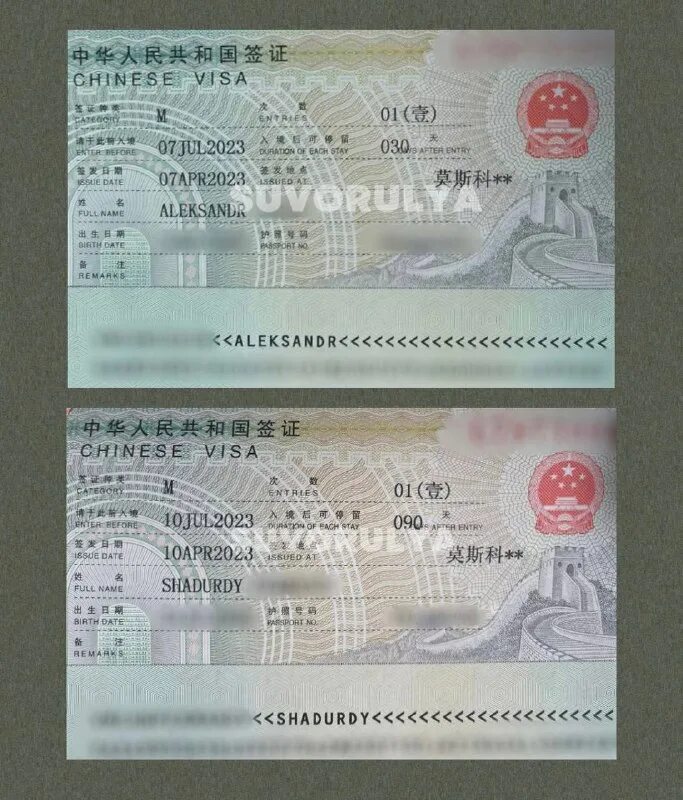 中华人民共和国签证
CHINESE VISA
签证种类 CATEGORY M 次数 ENTRIES 01(壹)
请于此前入境 ENTER BEFORE 07JUL2023 入境后可停留 DURATION OF EACH STAY 030 天 DAYS AFTER ENTRY
签发日期 ISSUE DATE 07APR2023 签发地点 ISSUED AT 莫斯科**
SUVORULYA
姓名 FULL NAME ALEKSANDR
出生日期 BIRTH DATE 护照号码 PASSPORT NO.
备注 REMARKS
<<ALEKSANDR<<<<<<<<<<<<<<<<<<<<<<<
中华人民共和国签证
CHINESE VISA
签证种类 CATEGORY M 次数 ENTRIES 01(壹)
请于此前入境 ENTER BEFORE 10JUL2023 入境后可停留 DURATION OF EACH STAY 090 天 DAYS AFTER ENTRY
签发日期 ISSUE DATE 10APR2023 签发地点 ISSUED AT 莫斯科**
SUVORULYA
姓名 FULL NAME SHADURDY
出生日期 BIRTH DATE 护照号码 PASSPORT NO.
备注 REMARKS
<<SHADURDY<<<<<<<<<<<<<<<<<<<<<